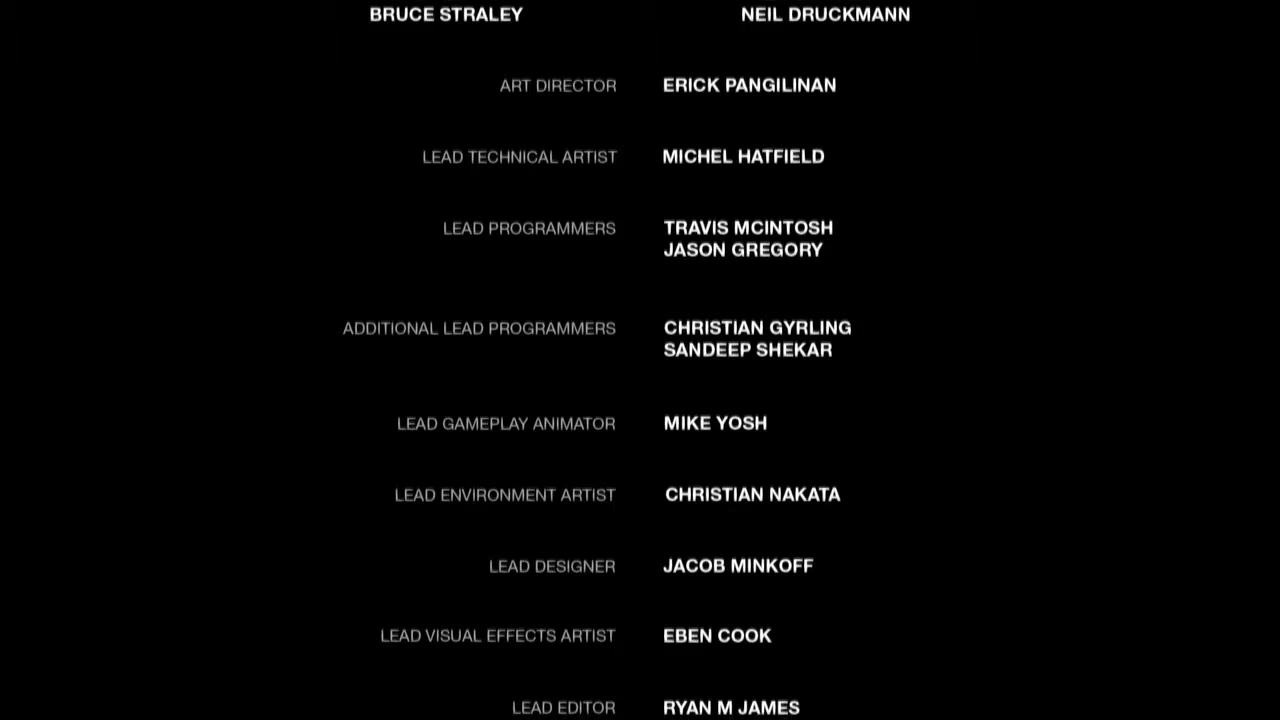 BRUCE STRALEY NEIL DRUCKMANN
ART DIRECTOR ERICK PANGILINAN
LEAD TECHNICAL ARTIST MICHEL HATFIELD
LEAD PROGRAMMERS TRAVIS MCINTOSH
JASON GREGORY
ADDITIONAL LEAD PROGRAMMERS CHRISTIAN GYRLING
SANDEEP SHEKAR
LEAD GAMEPLAY ANIMATOR MIKE YOSH
LEAD ENVIRONMENT ARTIST CHRISTIAN NAKATA
LEAD DESIGNER JACOB MINKOFF
LEAD VISUAL EFFECTS ARTIST EBEN COOK
LEAD EDITOR RYAN M JAMES